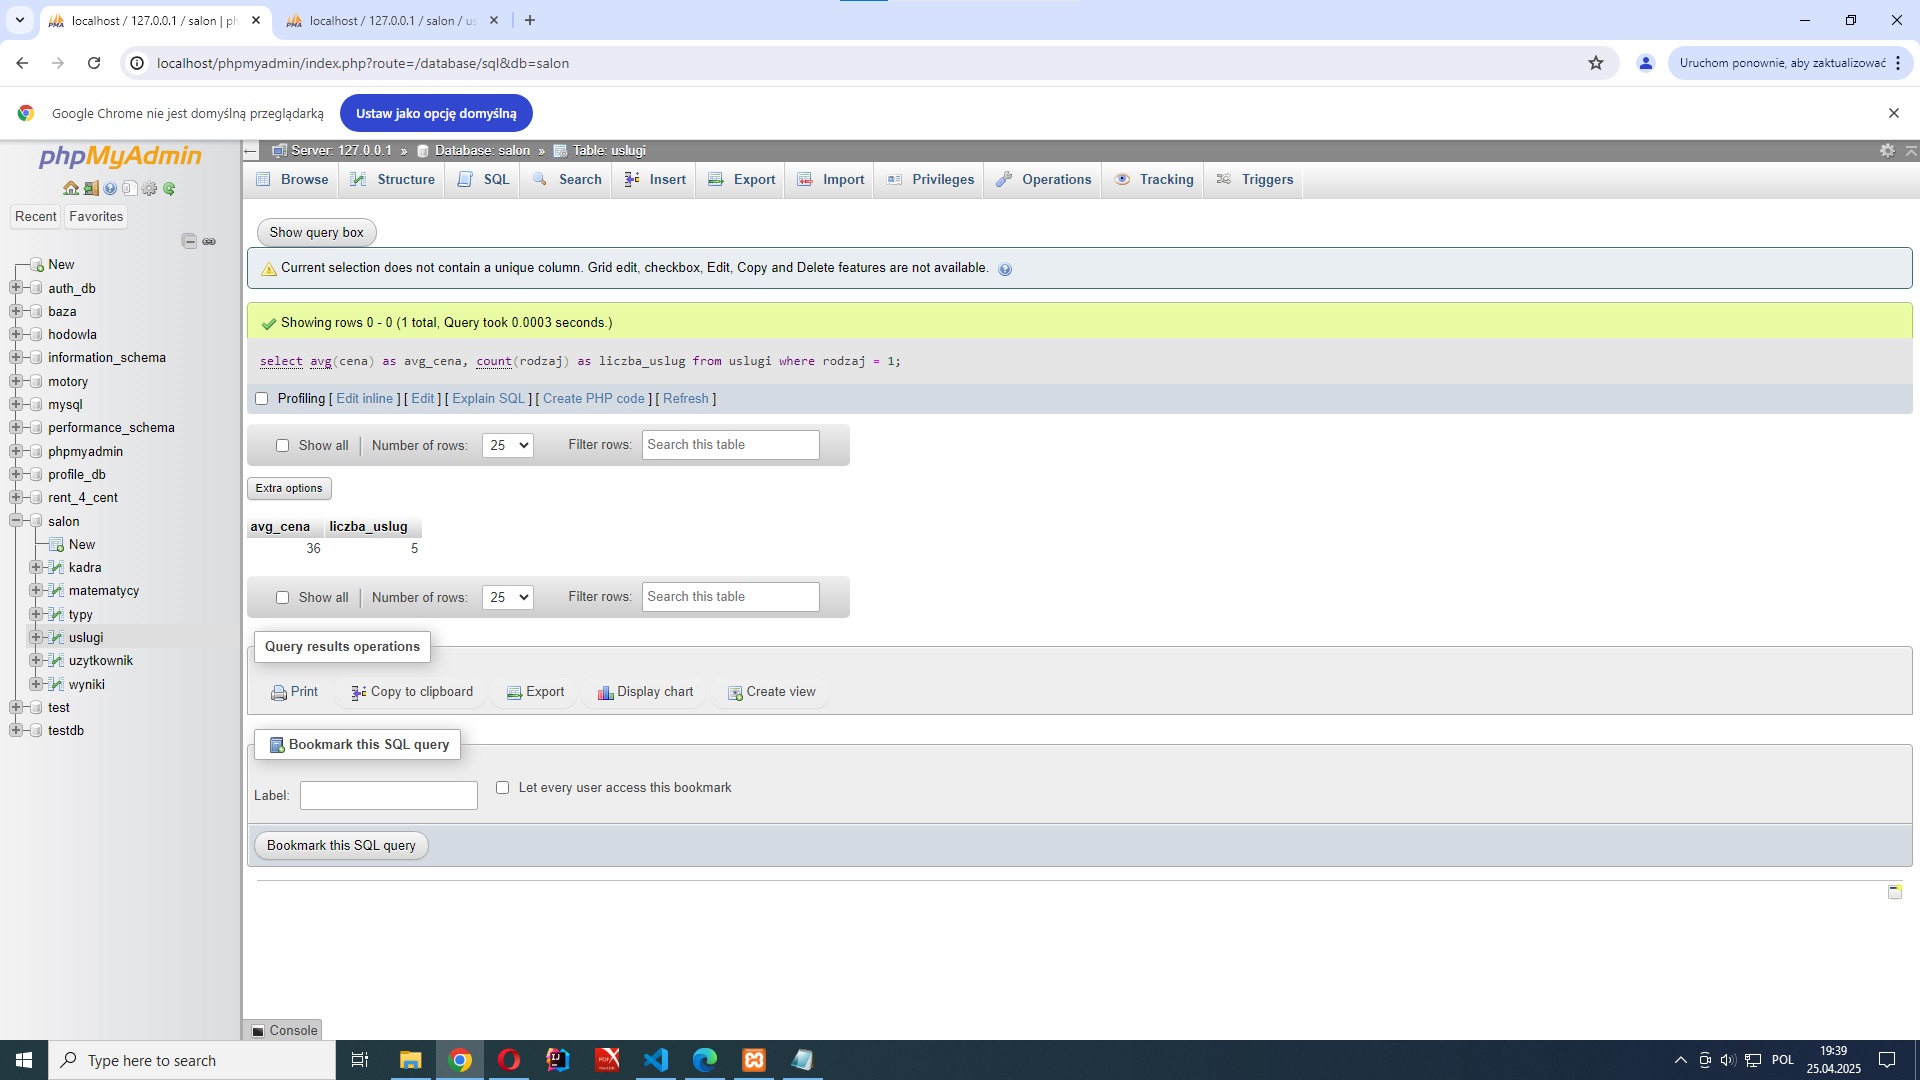 localhost / 127.0.0.1 / salon | ph
localhost / 127.0.0.1 / salon / us
localhost/phpmyadmin/index.php?route=/database/sql&db=salon
Uruchom ponownie, aby zaktualizować
Google Chrome nie jest domyślną przeglądarką
Ustaw jako opcję domyślną
phpMyAdmin
Recent
Favorites
New
auth_db
baza
hodowla
information_schema
motory
mysql
performance_schema
phpmyadmin
profile_db
rent_4_cent
salon
New
kadra
matematycy
typy
uslugi
uzytkownik
wyniki
test
testdb
Server: 127.0.0.1 » Database: salon » Table: uslugi
Browse Structure SQL Search Insert Export Import Privileges Operations Tracking Triggers
Show query box
Current selection does not contain a unique column. Grid edit, checkbox, Edit, Copy and Delete features are not available.
Showing rows 0 - 0 (1 total, Query took 0.0003 seconds.)
select avg(cena) as avg_cena, count(rodzaj) as liczba_uslug from uslugi where rodzaj = 1;
Profiling [ Edit inline ] [ Edit ] [ Explain SQL ] [ Create PHP code ] [ Refresh ]
Show all | Number of rows: 25 Filter rows: Search this table
Extra options
avg_cena liczba_uslug
36 5
Show all | Number of rows: 25 Filter rows: Search this table
Query results operations
Print Copy to clipboard Export Display chart Create view
Bookmark this SQL query
Label: Let every user access this bookmark
Bookmark this SQL query
Console
Type here to search
POL
19:39
25.04.2025